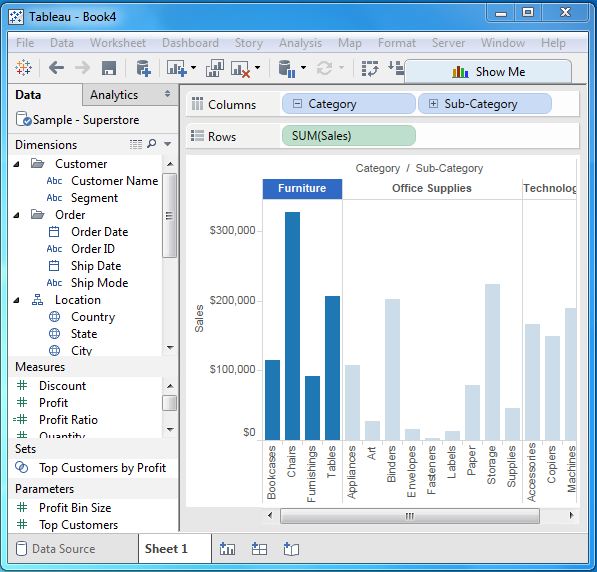 Tableau - Book4
File Data Worksheet Dashboard Story Analysis Map Format Server Window Help
Show Me
Data Analytics
Sample - Superstore
Dimensions
Customer
Abc Customer Name
Abc Segment
Order
Order Date
Abc Order ID
Ship Date
Abc Ship Mode
Location
Country
State
City
Measures
Discount
Profit
Profit Ratio
Quantity
Sets
Top Customers by Profit
Parameters
Profit Bin Size
Top Customers
Columns Category Sub-Category
Rows SUM(Sales)
Category / Sub-Category
Furniture Office Supplies Technolog
Sales
$300,000
$200,000
$100,000
$0
Bookcases
Chairs
Furnishings
Tables
Appliances
Art
Binders
Envelopes
Fasteners
Labels
Paper
Storage
Supplies
Accessories
Copiers
Machines
Data Source Sheet 1